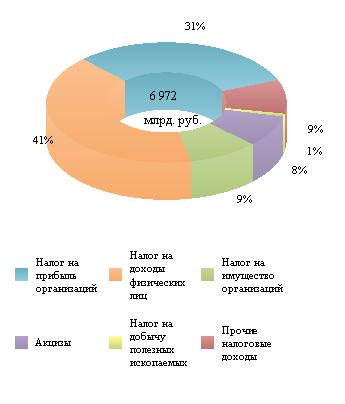 31%
6 972
млрд. руб.
9%
41%
1%
8%
9%
Налог на
прибыль
организаций
Налог на
доходы
физических
лиц
Налог на
имущество
организаций
Акцизы
Налог на
добычу
полезных
ископаемых
Прочие
налоговые
доходы